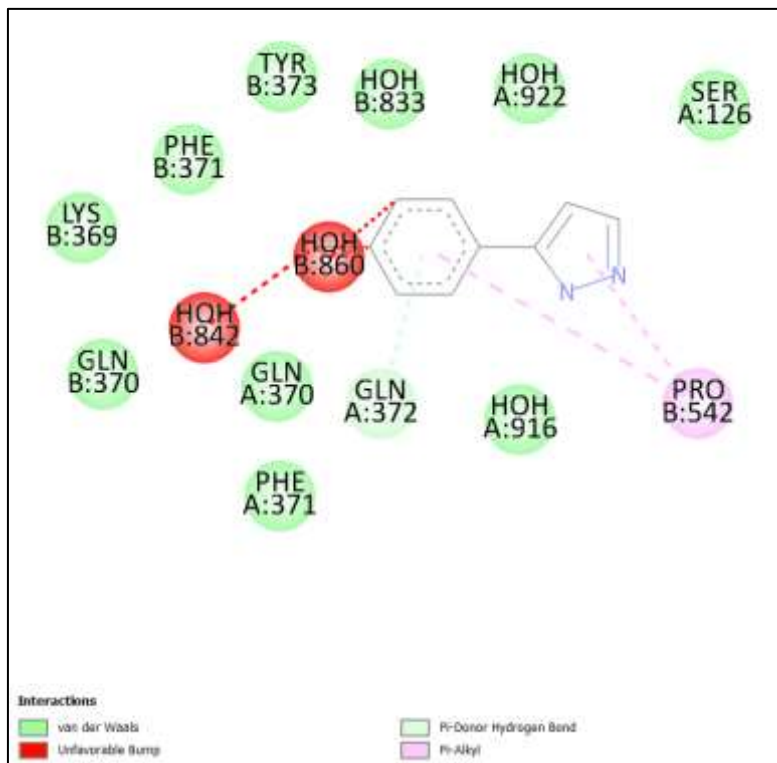 TYR
B:373
HOH
B:833
HOH
A:922
SER
A:126
PHE
B:371
LYS
B:369
HOH
B:860
HOH
B:842
N
N
GLN
B:370
GLN
A:370
GLN
A:372
HOH
A:916
PRO
B:542
PHE
A:371
Interactions
van der Waals
Unfavorable Bump
Pi-Donor Hydrogen Bond
Pi-Alkyl